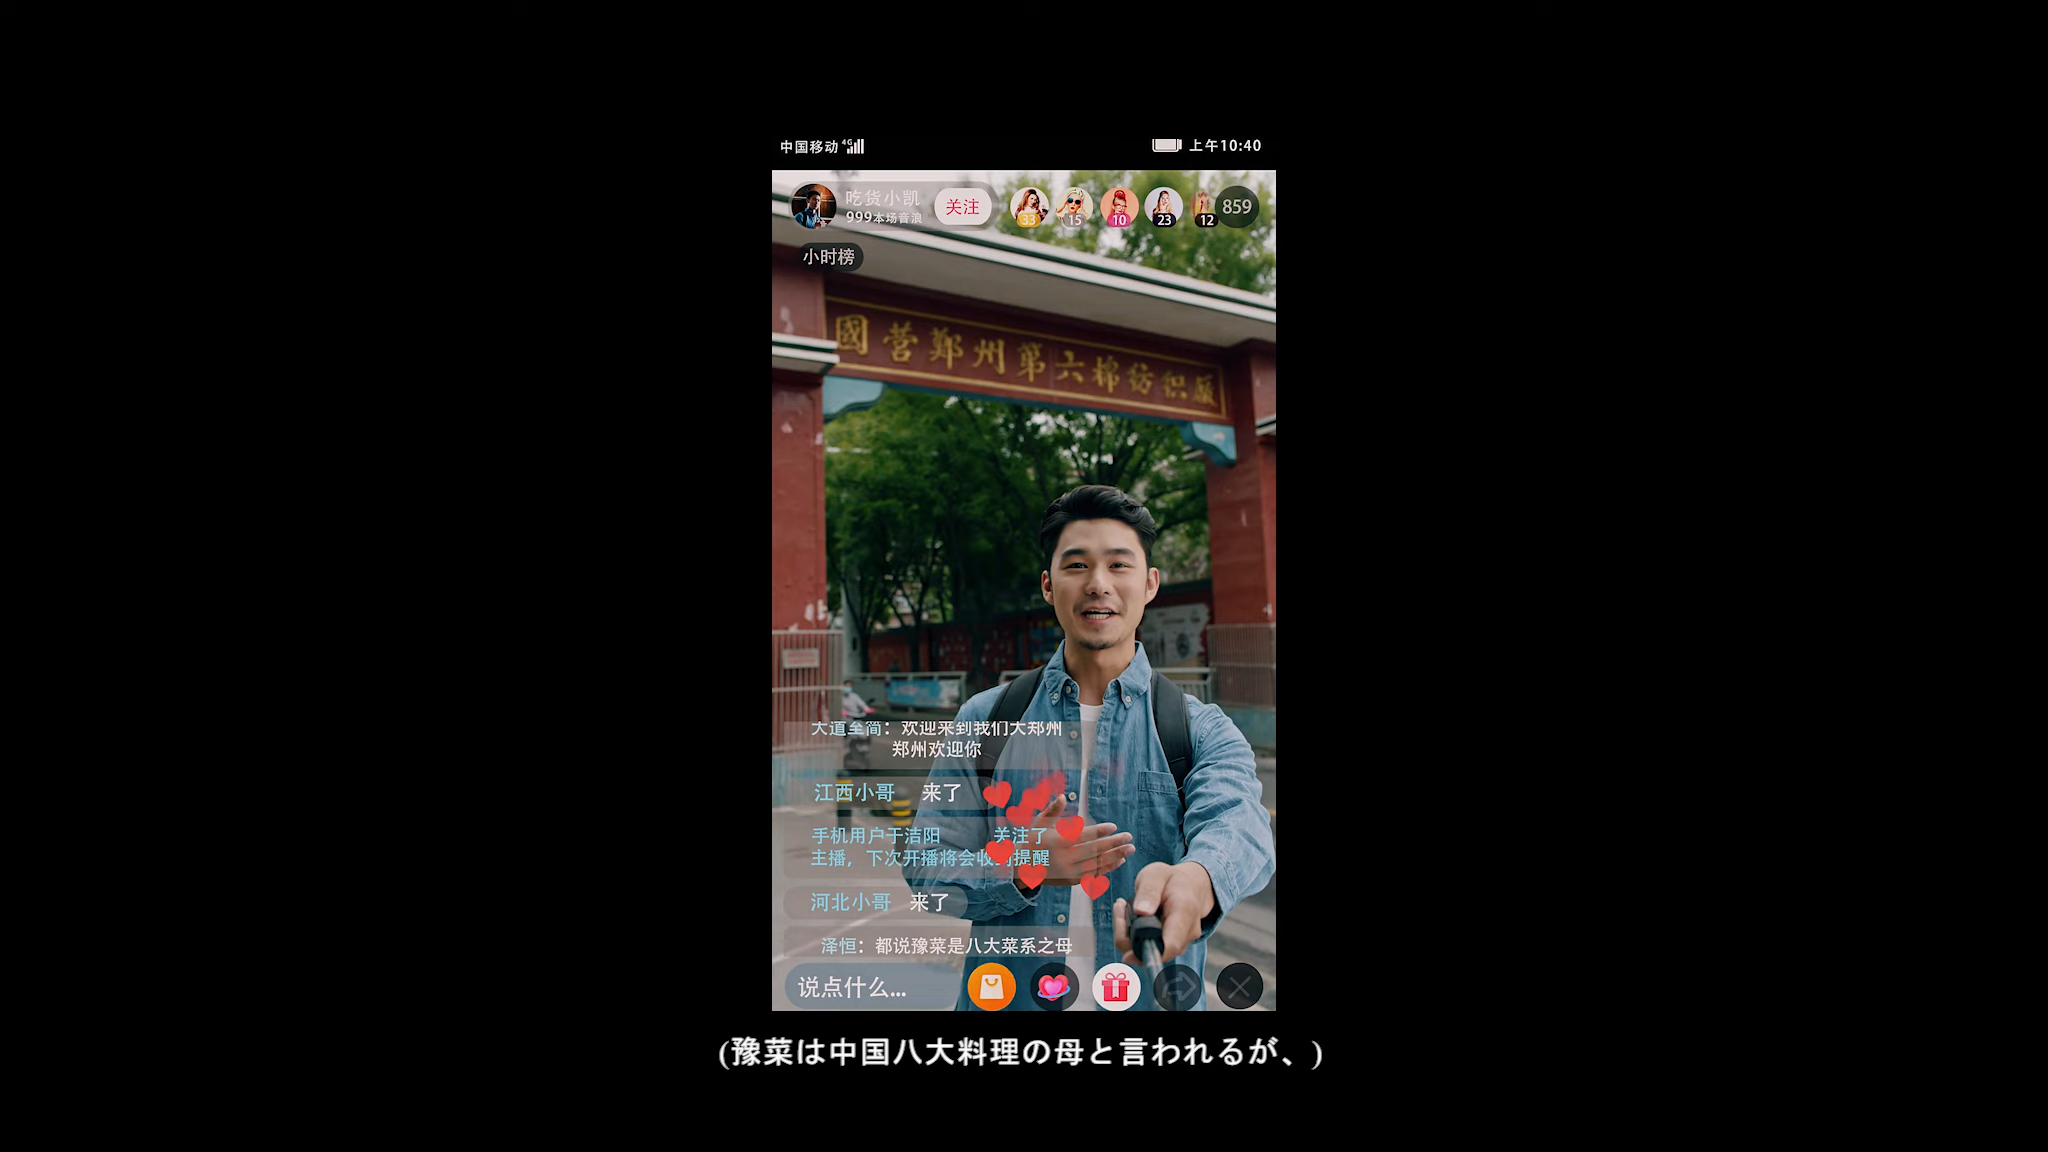 中国移动 4G
上午10:40
吃货小凯
999本场音浪
关注
33
15
10
23
12
859
小时榜
國营鄭州第六棉纺织厰
大道至简：欢迎来到我们大郑州
郑州欢迎你
江西小哥 来了
手机用户于洁阳 关注了
主播，下次开播将会收到提醒
河北小哥 来了
泽恒：都说豫菜是八大菜系之母
说点什么...
(豫菜は中国八大料理の母と言われるが、)